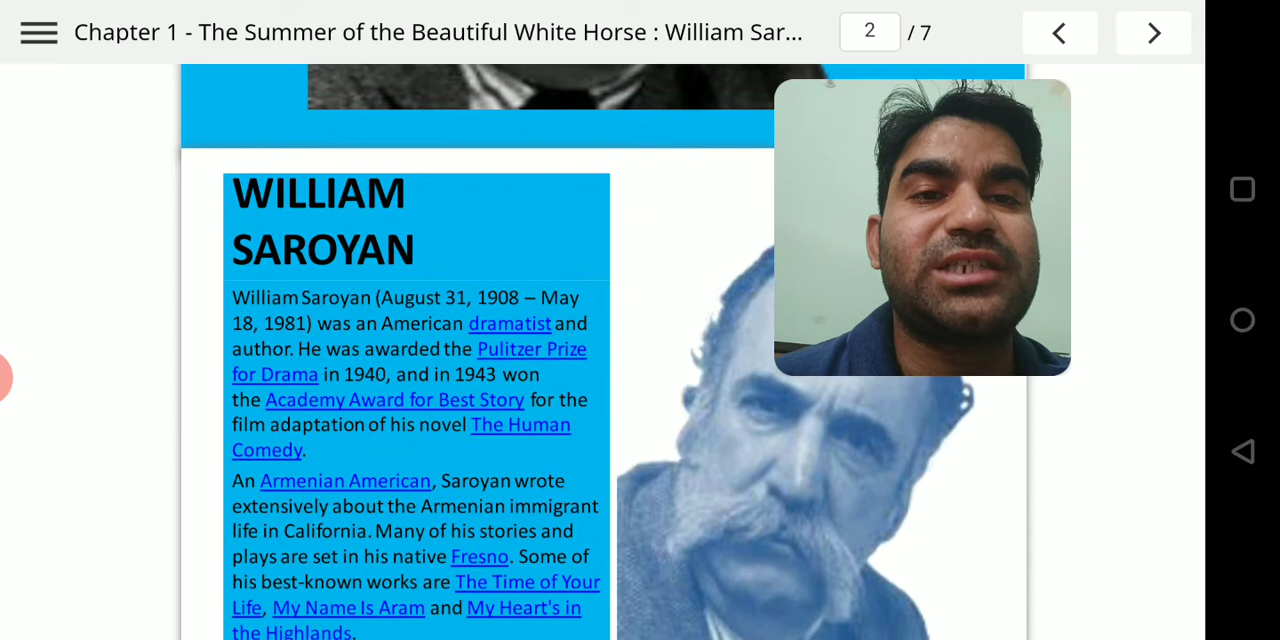 Chapter 1 - The Summer of the Beautiful White Horse : William Sar...
2 / 7
WILLIAM
SAROYAN
William Saroyan (August 31, 1908 – May
18, 1981) was an American dramatist and
author. He was awarded the Pulitzer Prize
for Drama in 1940, and in 1943 won
the Academy Award for Best Story for the
film adaptation of his novel The Human
Comedy.
An Armenian American, Saroyan wrote
extensively about the Armenian immigrant
life in California. Many of his stories and
plays are set in his native Fresno. Some of
his best-known works are The Time of Your
Life, My Name Is Aram and My Heart's in
the Highlands.